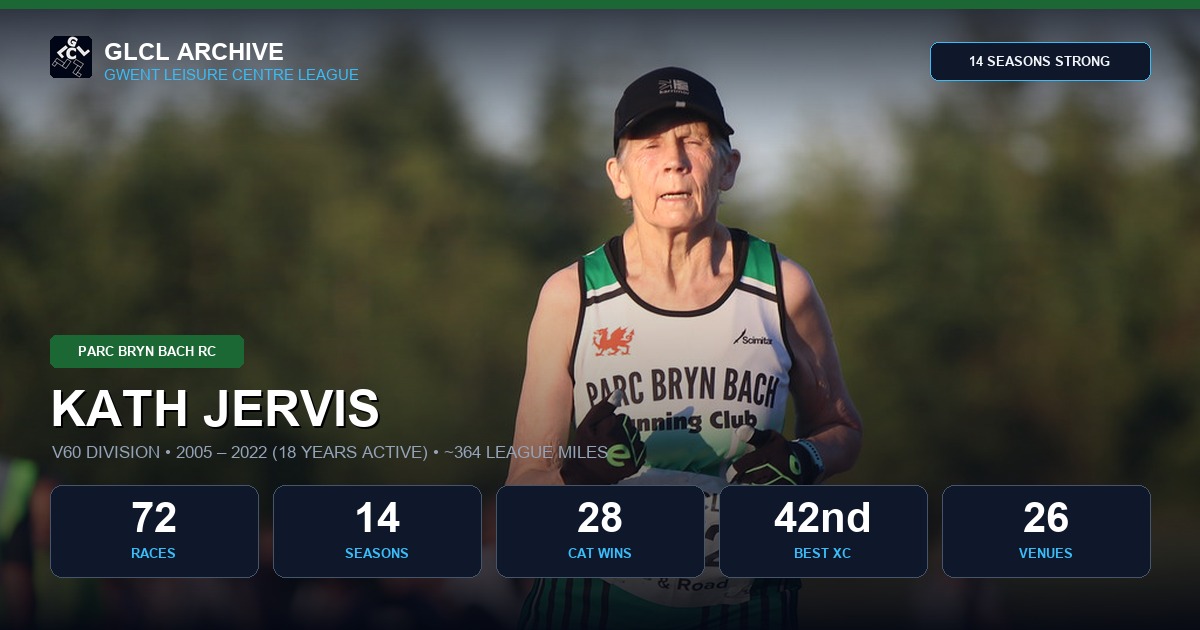 GLCL ARCHIVE
GWENT LEISURE CENTRE LEAGUE
14 SEASONS STRONG
Scimitar
PARC BRYN BACH
unning Club
PARC BRYN BACH RC
KATH JERVIS
V60 DIVISION • 2005 – 2022 (18 YEARS ACTIVE) • ~364 LEAGUE MILES
72
RACES
14
SEASONS
28
CAT WINS
42nd
BEST XC
26
VENUES
& Road